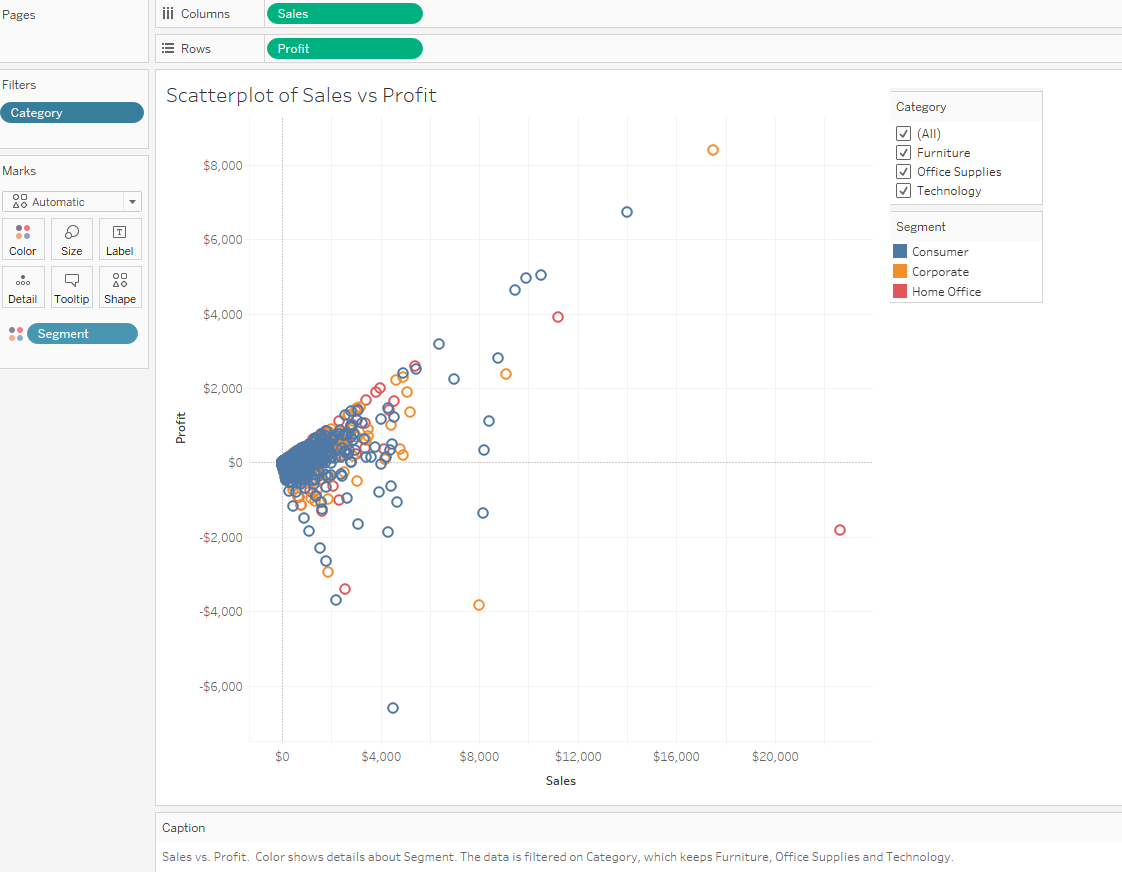 Pages
Columns
Sales
Rows
Profit
Filters
Category
Marks
Automatic
Color
Size
Label
Detail
Tooltip
Shape
Segment
Scatterplot of Sales vs Profit
Profit
$8,000
$6,000
$4,000
$2,000
$0
-$2,000
-$4,000
-$6,000
$0
$4,000
$8,000
$12,000
$16,000
$20,000
Sales
Category
(All)
Furniture
Office Supplies
Technology
Segment
Consumer
Corporate
Home Office
Caption
Sales vs. Profit.  Color shows details about Segment. The data is filtered on Category, which keeps Furniture, Office Supplies and Technology.